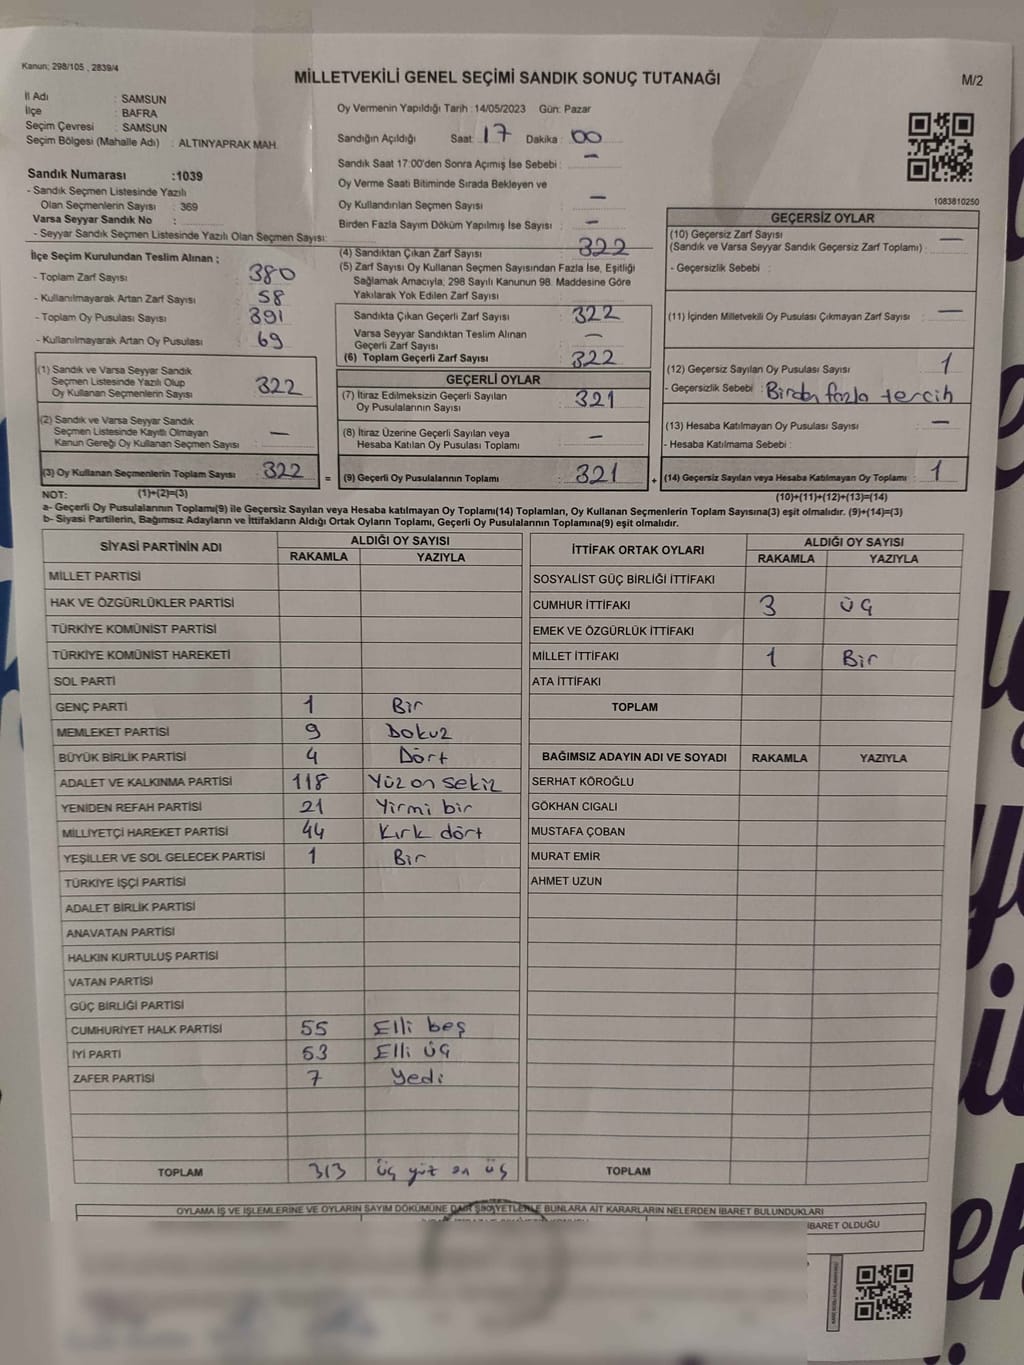 Kanun: 298/105 , 2839/4
MİLLETVEKİLİ GENEL SEÇİMİ SANDIK SONUÇ TUTANAĞI
M/2
İl Adı : SAMSUN
İlçe : BAFRA
Seçim Çevresi : SAMSUN
Seçim Bölgesi (Mahalle Adı) : ALTINYAPRAK MAH.
Sandık Numarası :1039
- Sandık Seçmen Listesinde Yazılı
Olan Seçmenlerin Sayısı : 369
Varsa Seyyar Sandık No :
- Seyyar Sandık Seçmen Listesinde Yazılı Olan Seçmen Sayısı:
Oy Vermenin Yapıldığı Tarih : 14/05/2023 Gün: Pazar
Sandığın Açıldığı Saat: 17 Dakika : 00
Sandık Saat 17:00'den Sonra Açımış İse Sebebi : –
Oy Verme Saati Bitiminde Sırada Bekleyen ve
Oy Kullandırılan Seçmen Sayısı –
Birden Fazla Sayım Döküm Yapılmış İse Sayısı : –
1083810250
İlçe Seçim Kurulundan Teslim Alınan ;
- Toplam Zarf Sayısı : 380
- Kullanılmayarak Artan Zarf Sayısı : 58
- Toplam Oy Pusulası Sayısı : 391
- Kullanılmayarak Artan Oy Pusulası : 69
(1) Sandık ve Varsa Seyyar Sandık
Seçmen Listesinde Yazılı Olup
Oy Kullanan Seçmenlerin Sayısı : 322
(2) Sandık ve Varsa Seyyar Sandık
Seçmen Listesinde Kayıtlı Olmayan
Kanun Gereği Oy Kullanan Seçmen Sayısı : –
(3) Oy Kullanan Seçmenlerin Toplam Sayısı : 322 =
(4) Sandıktan Çıkan Zarf Sayısı : 322
(5) Zarf Sayısı Oy Kullanan Seçmen Sayısından Fazla İse, Eşitliği
Sağlamak Amacıyla; 298 Sayılı Kanunun 98. Maddesine Göre
Yakılarak Yok Edilen Zarf Sayısı :
Sandıkta Çıkan Geçerli Zarf Sayısı : 322
Varsa Seyyar Sandıktan Teslim Alınan
Geçerli Zarf Sayısı : –
(6) Toplam Geçerli Zarf Sayısı : 322
GEÇERLİ OYLAR
(7) İtiraz Edilmeksizin Geçerli Sayılan
Oy Pusulalarının Sayısı : 321
(8) İtiraz Üzerine Geçerli Sayılan veya
Hesaba Katılan Oy Pusulası Toplamı : –
(9) Geçerli Oy Pusulalarının Toplamı : 321 +
GEÇERSİZ OYLAR
(10) Geçersiz Zarf Sayısı
(Sandık ve Varsa Seyyar Sandık Geçersiz Zarf Toplamı) : –
- Geçersizlik Sebebi :
(11) İçinden Milletvekili Oy Pusulası Çıkmayan Zarf Sayısı : –
(12) Geçersiz Sayılan Oy Pusulası Sayısı : 1
- Geçersizlik Sebebi : Birden fazla tercih
(13) Hesaba Katılmayan Oy Pusulası Sayısı : –
- Hesaba Katılmama Sebebi :
(14) Geçersiz Sayılan veya Hesaba Katılmayan Oy Toplamı : 1
NOT: (1)+(2)=(3) (10)+(11)+(12)+(13)=(14)
a- Geçerli Oy Pusulalarının Toplamı(9) ile Geçersiz Sayılan veya Hesaba katılmayan Oy Toplamı(14) Toplamları, Oy Kullanan Seçmenlerin Toplam Sayısına(3) eşit olmalıdır. (9)+(14)=(3)
b- Siyasi Partilerin, Bağımsız Adayların ve İttifakların Aldığı Ortak Oyların Toplamı, Geçerli Oy Pusulalarının Toplamına(9) eşit olmalıdır.
SİYASİ PARTİNİN ADI ALDIĞI OY SAYISI
RAKAMLA YAZIYLA
MİLLET PARTİSİ
HAK VE ÖZGÜRLÜKLER PARTİSİ
TÜRKİYE KOMÜNİST PARTİSİ
TÜRKİYE KOMÜNİST HAREKETİ
SOL PARTİ
GENÇ PARTİ 1 Bir
MEMLEKET PARTİSİ 9 Dokuz
BÜYÜK BİRLİK PARTİSİ 4 Dört
ADALET VE KALKINMA PARTİSİ 118 Yüz on sekiz
YENİDEN REFAH PARTİSİ 21 Yirmi bir
MİLLİYETÇİ HAREKET PARTİSİ 44 Kırk dört
YEŞİLLER VE SOL GELECEK PARTİSİ 1 Bir
TÜRKİYE İŞÇİ PARTİSİ
ADALET BİRLİK PARTİSİ
ANAVATAN PARTİSİ
HALKIN KURTULUŞ PARTİSİ
VATAN PARTİSİ
GÜÇ BİRLİĞİ PARTİSİ
CUMHURİYET HALK PARTİSİ 55 Elli beş
İYİ PARTİ 53 Elli üç
ZAFER PARTİSİ 7 Yedi
TOPLAM 313 üç yüz on üç
İTTİFAK ORTAK OYLARI ALDIĞI OY SAYISI
RAKAMLA YAZIYLA
SOSYALİST GÜÇ BİRLİĞİ İTTİFAKI
CUMHUR İTTİFAKI 3 Üç
EMEK VE ÖZGÜRLÜK İTTİFAKI
MİLLET İTTİFAKI 1 Bir
ATA İTTİFAKI
TOPLAM
BAĞIMSIZ ADAYIN ADI VE SOYADI RAKAMLA YAZIYLA
SERHAT KÖROĞLU
GÖKHAN CIGALI
MUSTAFA ÇOBAN
MURAT EMİR
AHMET UZUN
TOPLAM
OYLAMA İŞ VE İŞLEMLERİNE VE OYLARIN SAYIM DÖKÜMÜNE DAİR ŞİKAYETLERLE BUNLARA AİT KARARLARIN NELERDEN İBARET BULUNDUKLARI
İBARET OLDUĞU